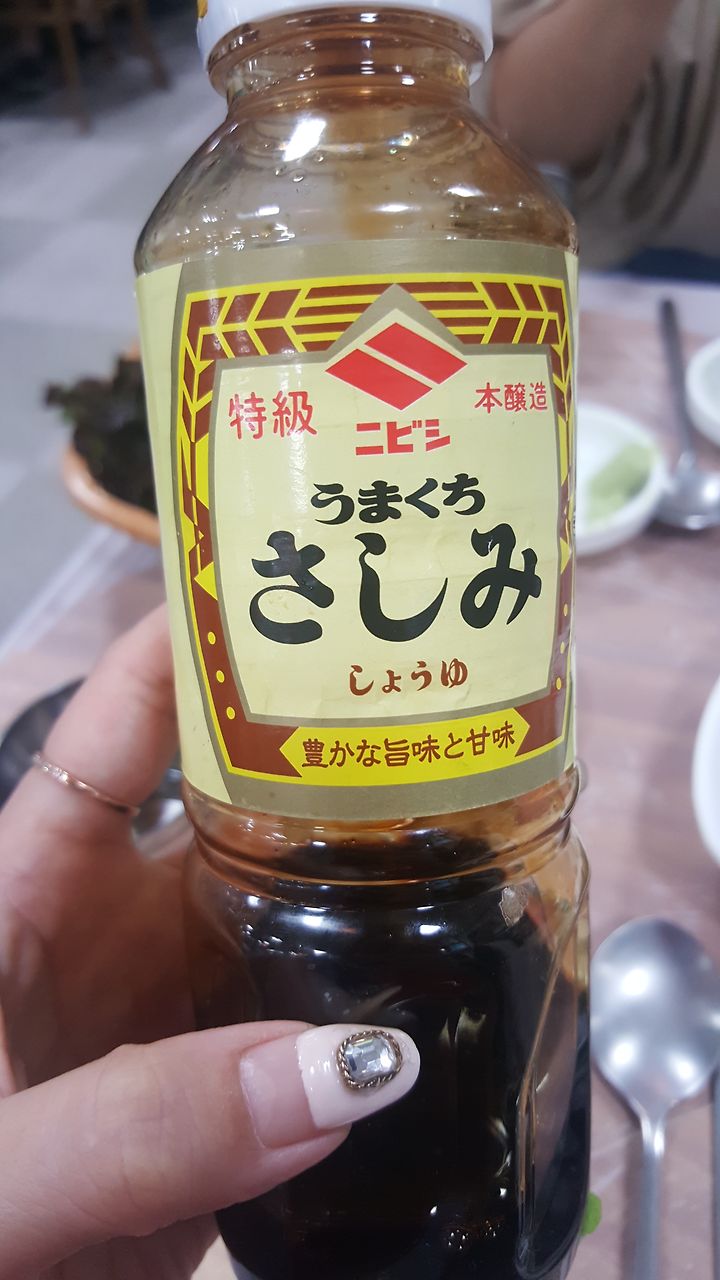 特級
本醸造
ニビシ
うまくち
さしみ
しょうゆ
豊かな旨味と甘味